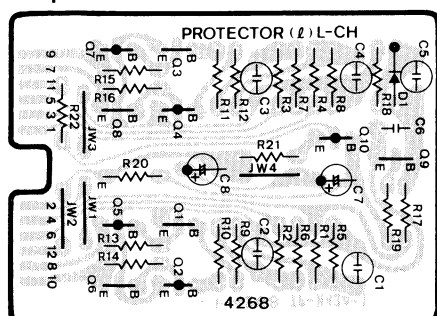 PROTECTOR (ℓ) L-CH
Q7
E B
Q3
E B
C4
C5
9 7 11 5 3 1
R15
R16
R22
JW3
E B
Q8
E B
Q4
R11
R12
C3
R3
R7
R4
R8
R18
D1
C6
R21
JW4
Q10
E B
Q9
E B
R20
C8
+
C7
+
2 4 6 12 8 10
JW2
JW1
Q5
E B
Q1
E B
R13
R14
R10
R9
C2
R2
R6
R1
R5
R19
R17
Q6
E B
Q2
E B
C1
4268